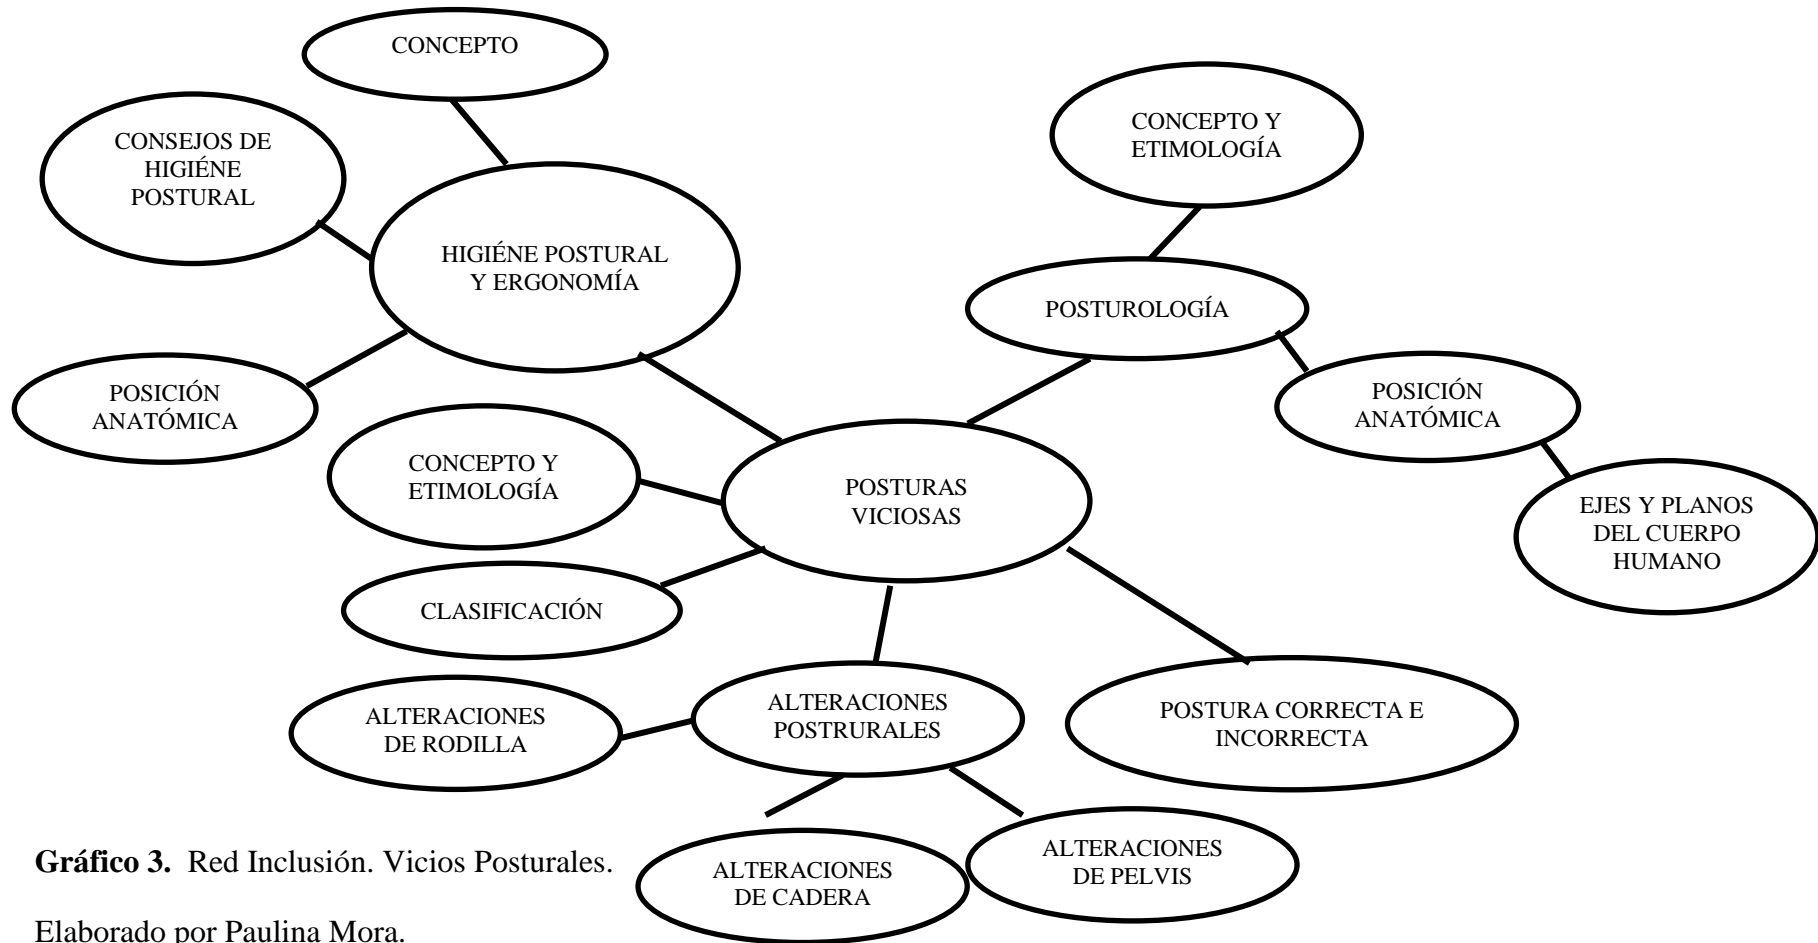 CONCEPTO
CONSEJOS DE
HIGIÉNE
POSTURAL
HIGIÉNE POSTURAL
Y ERGONOMÍA
POSICIÓN
ANATÓMICA
CONCEPTO Y
ETIMOLOGÍA
POSTUROLOGÍA
POSICIÓN
ANATÓMICA
EJES Y PLANOS
DEL CUERPO
HUMANO
CONCEPTO Y
ETIMOLOGÍA
POSTURAS
VICIOSAS
CLASIFICACIÓN
ALTERACIONES
DE RODILLA
ALTERACIONES
POSTRURALES
POSTURA CORRECTA E
INCORRECTA
ALTERACIONES
DE CADERA
ALTERACIONES
DE PELVIS
Gráfico 3. Red Inclusión. Vicios Posturales.
Elaborado por Paulina Mora.